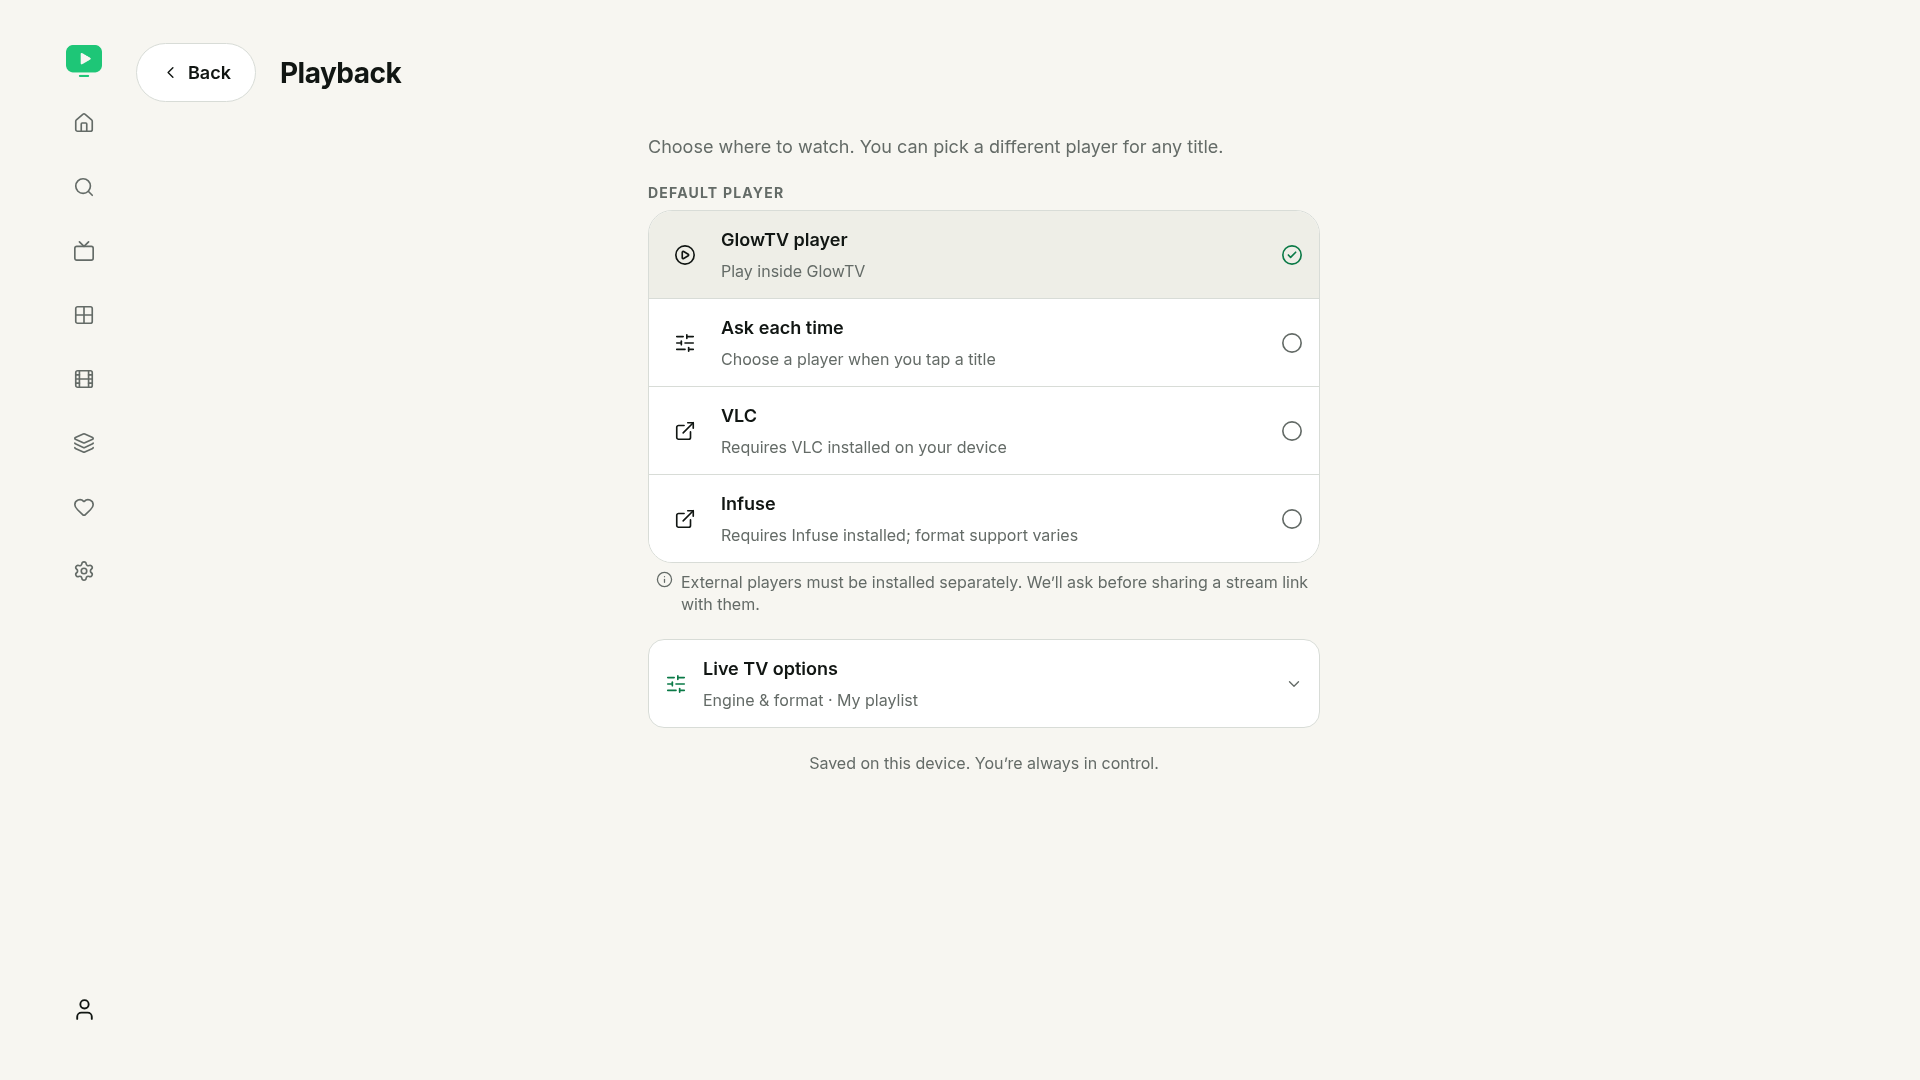 Back
Playback
Choose where to watch. You can pick a different player for any title.
DEFAULT PLAYER
GlowTV player
Play inside GlowTV
Ask each time
Choose a player when you tap a title
VLC
Requires VLC installed on your device
Infuse
Requires Infuse installed; format support varies
External players must be installed separately. We’ll ask before sharing a stream link
with them.
Live TV options
Engine & format · My playlist
Saved on this device. You’re always in control.